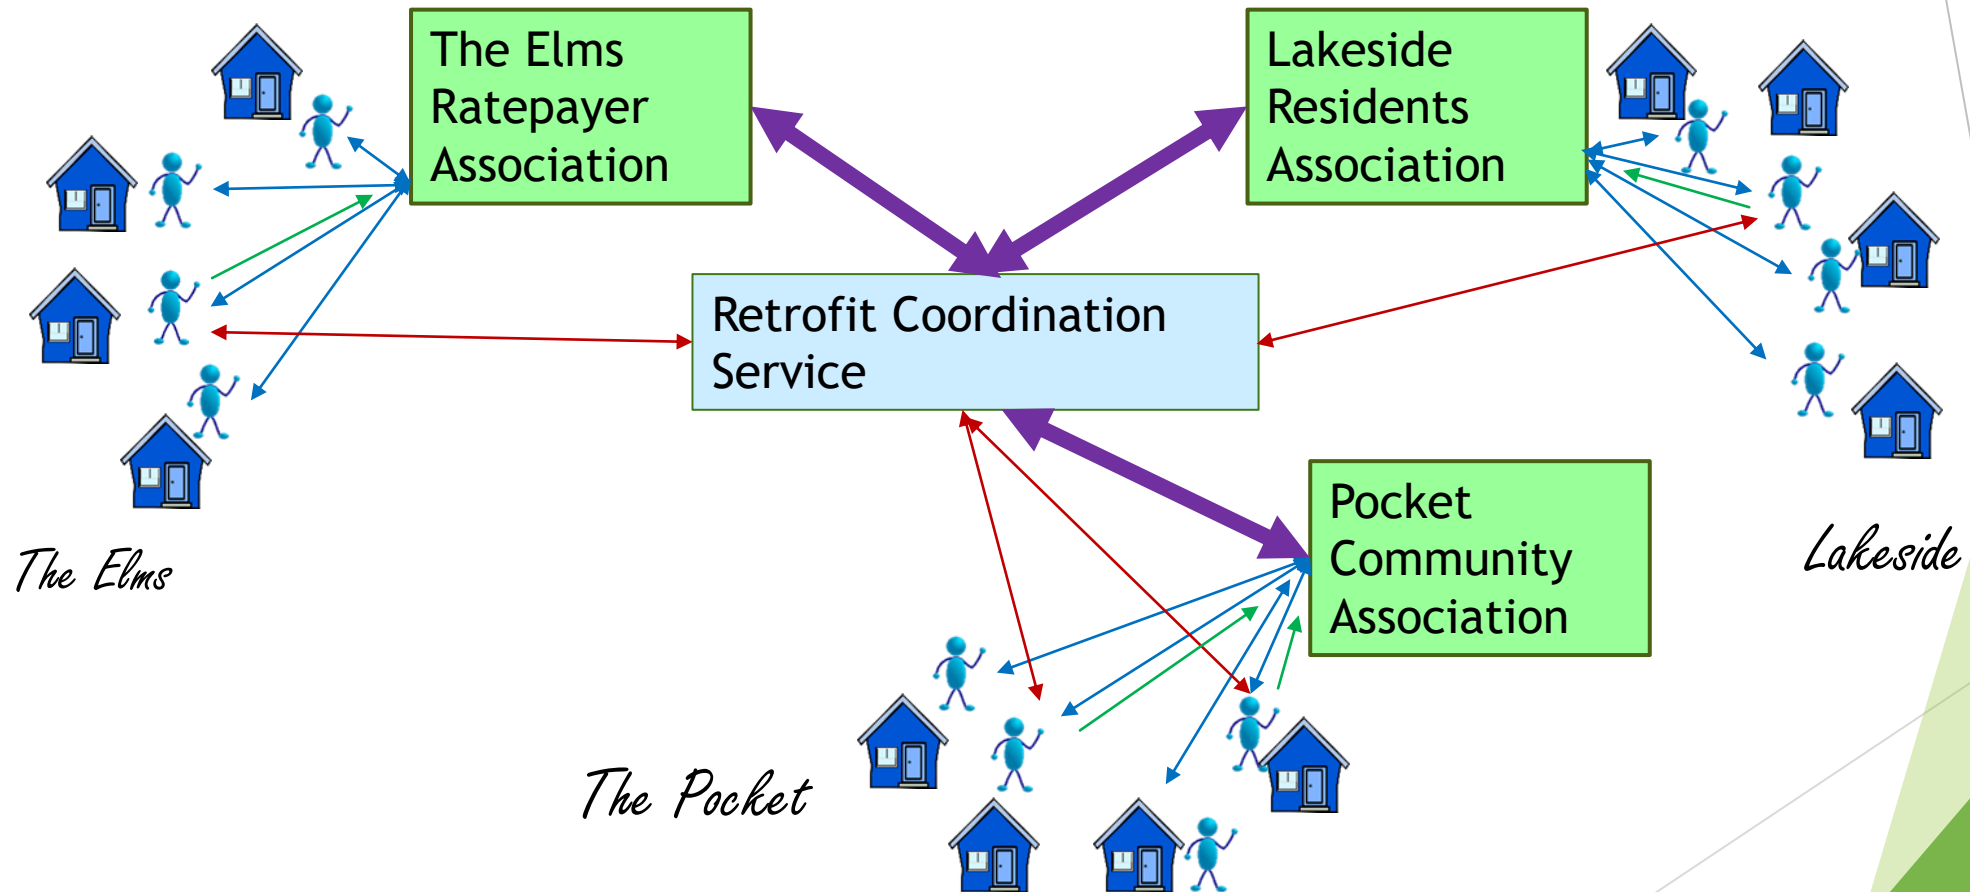 The Elms
Ratepayer
Association
Lakeside
Residents
Association
Retrofit Coordination
Service
Pocket
Community
Association
The Elms
Lakeside
The Pocket